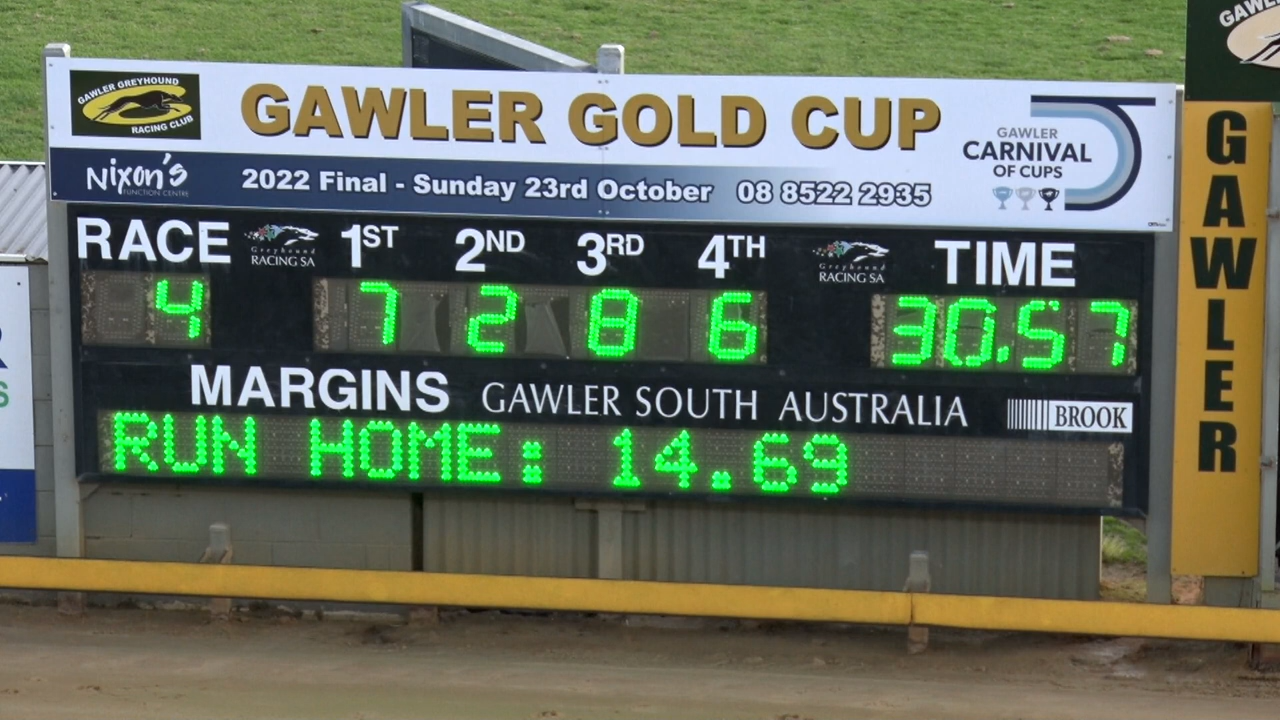 GAWLER GREYHOUND
RACING CLUB
GAWLER GOLD CUP
GAWLER
CARNIVAL
OF CUPS
Nixon's
FUNCTION CENTRE
2022 Final - Sunday 23rd October 08 8522 2935
RACE Greyhound RACING SA 1ST 2ND 3RD 4TH Greyhound RACING SA TIME
4 7 2 8 6 30.57
MARGINS GAWLER SOUTH AUSTRALIA BROOK
RUN HOME: 14.69
GAWLER